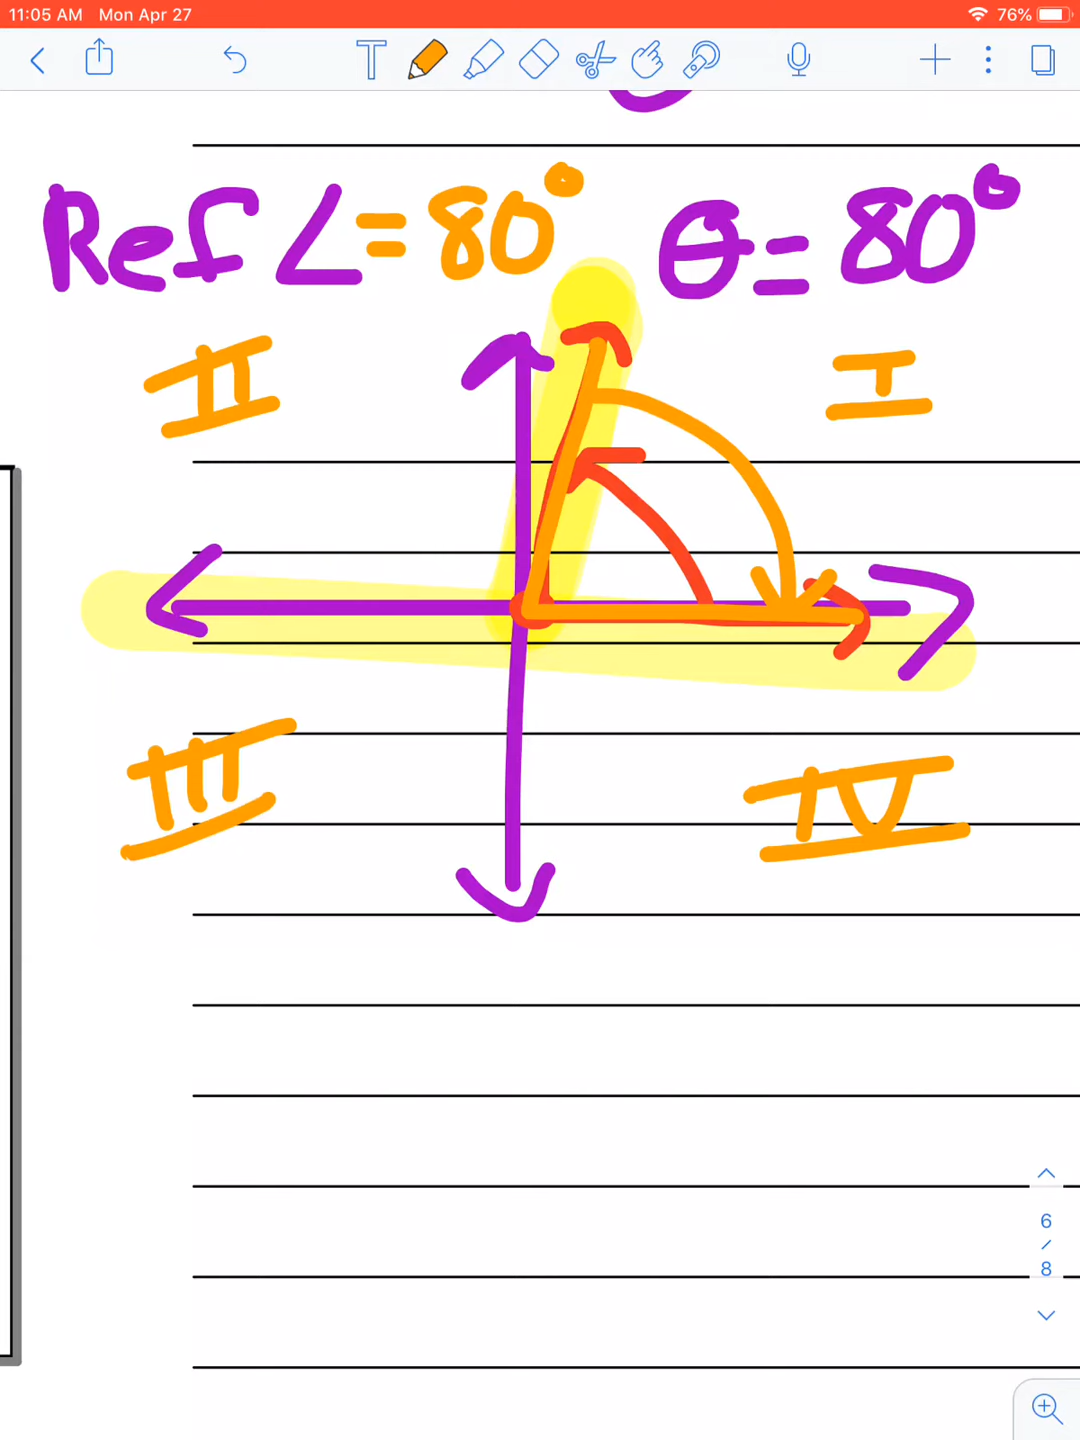 11:05 AM Mon Apr 27 76%
T
Ref ∠ = 80° θ = 80°
II I
III IV
6
/
8